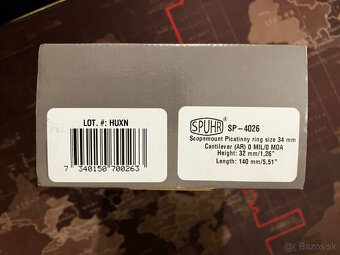 LOT. #: HUXN
7 340150 700263
SPUHR
SP-4026
Scopemount Picatinny ring size 34 mm
Cantilever (AR) 0 MIL/0 MOA
Height: 32 mm/1,26"
Length: 140 mm/5,51"
Bazos.sk